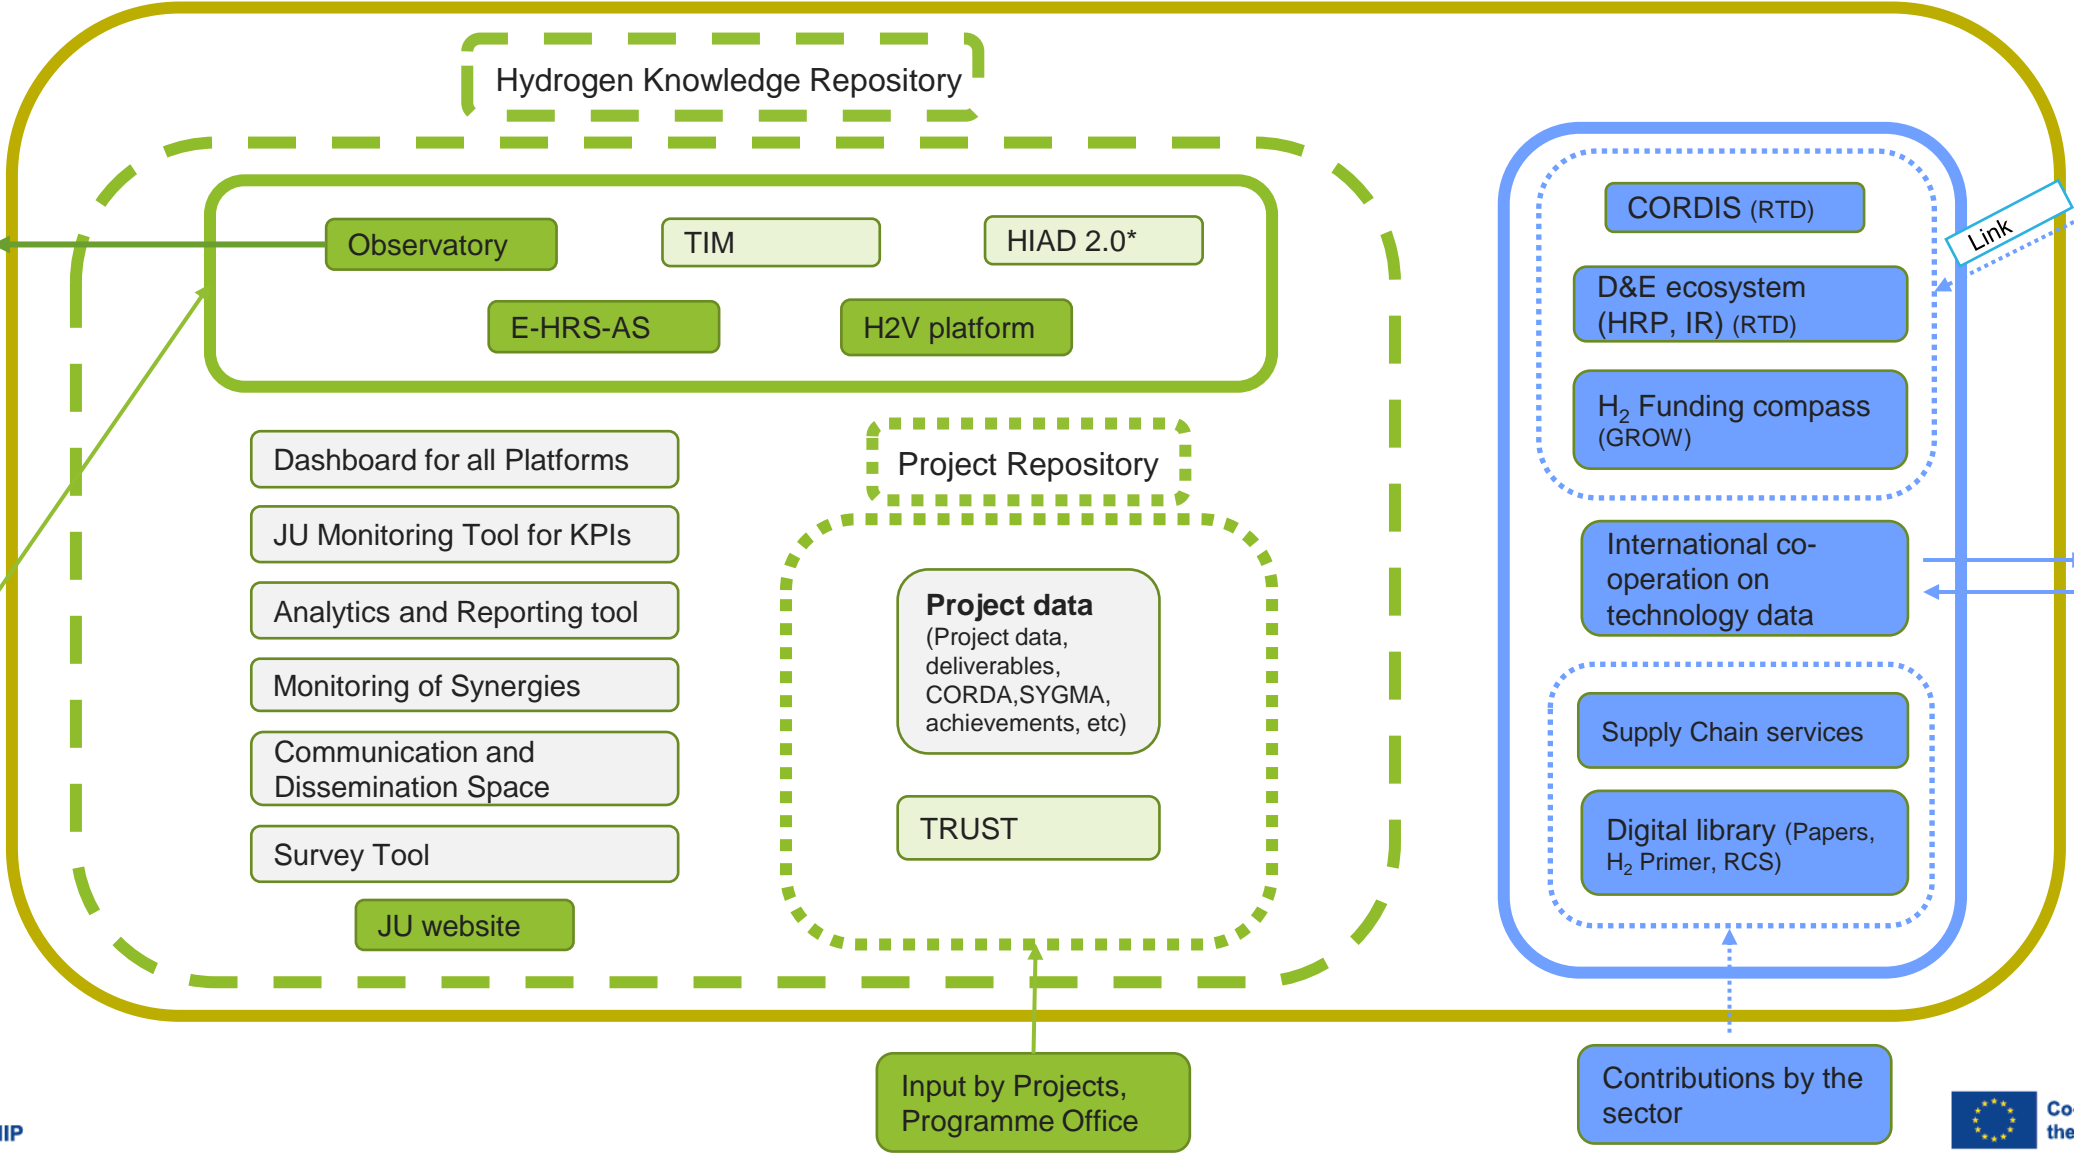 Hydrogen Knowledge Repository
Observatory
TIM
HIAD 2.0*
E-HRS-AS
H2V platform
Dashboard for all Platforms
JU Monitoring Tool for KPIs
Analytics and Reporting tool
Monitoring of Synergies
Communication and
Dissemination Space
Survey Tool
JU website
Project Repository
Project data
(Project data,
deliverables,
CORDA,SYGMA,
achievements, etc)
TRUST
Input by Projects,
Programme Office
CORDIS (RTD)
D&E ecosystem
(HRP, IR) (RTD)
H₂ Funding compass
(GROW)
Link
International co-
operation on
technology data
Supply Chain services
Digital library (Papers,
H₂ Primer, RCS)
Contributions by the
sector
the